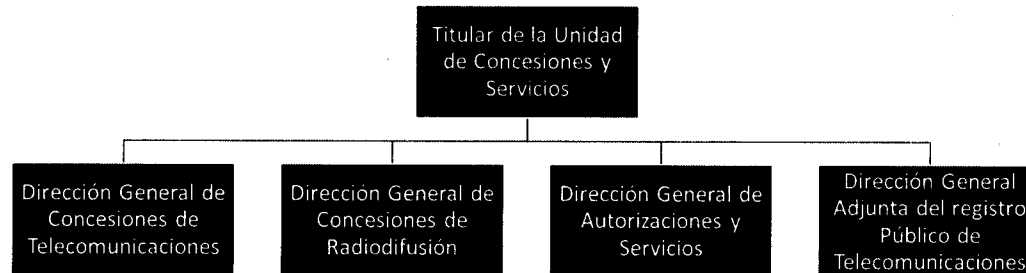 Titular de la Unidad
de Concesiones y
Servicios
Dirección General de
Concesiones de
Telecomunicaciones
Dirección General de
Concesiones de
Radiodifusión
Dirección General de
Autorizaciones y
Servicios
Dirección General
Adjunta del registro
Público de
Telecomunicaciones